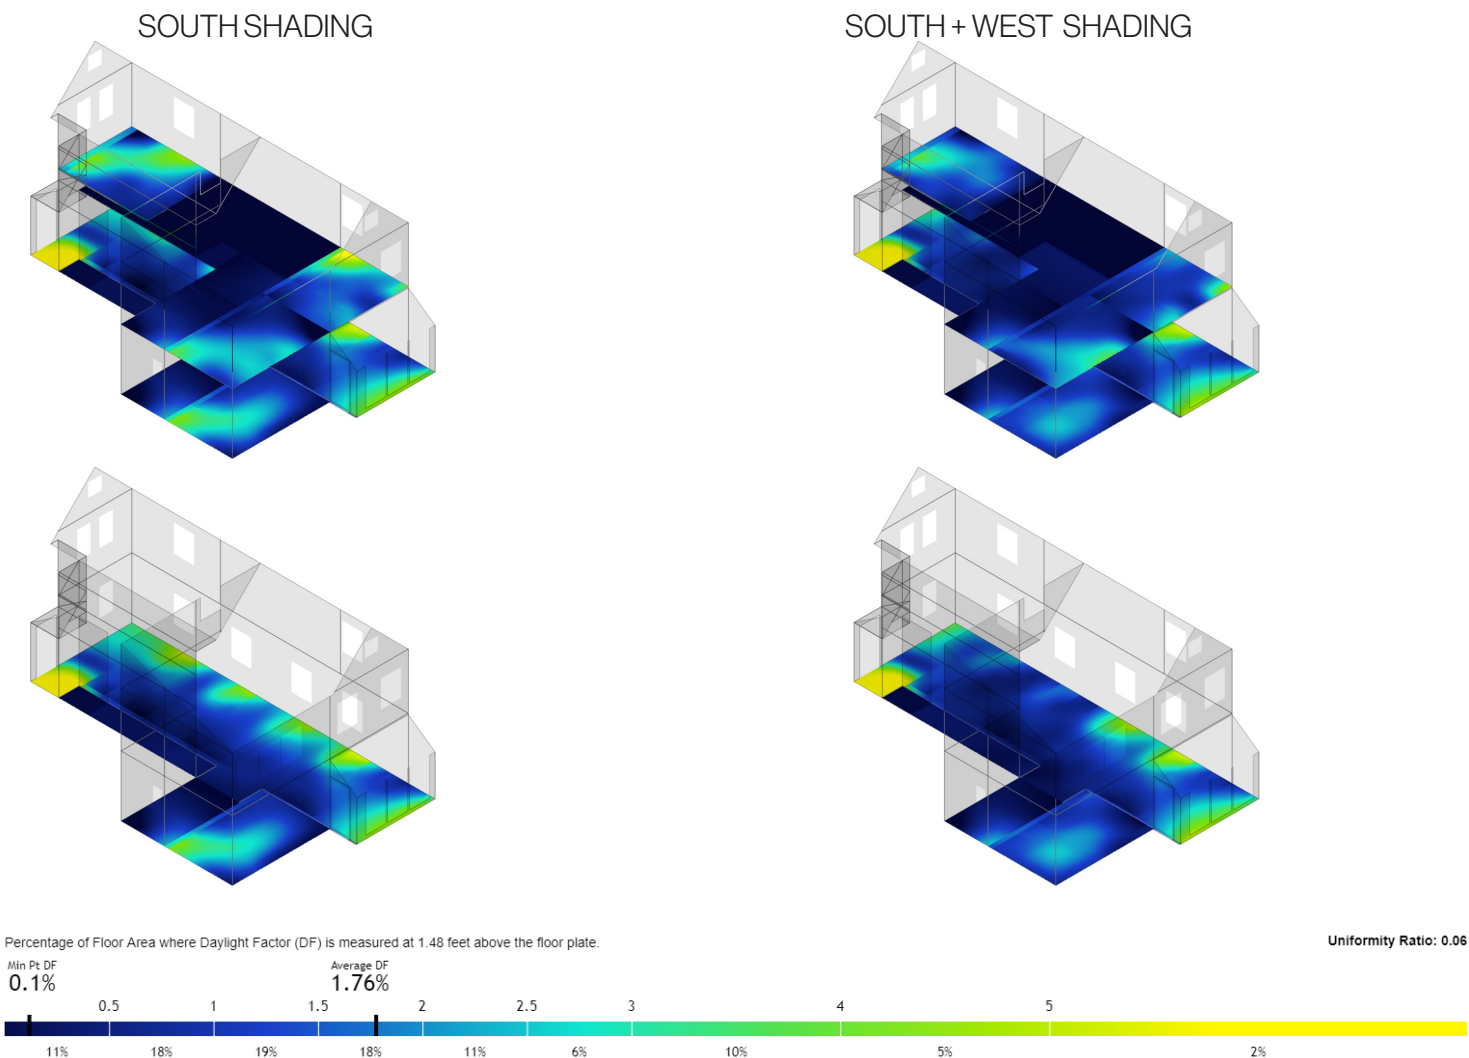 SOUTH SHADING
SOUTH + WEST SHADING
Percentage of Floor Area where Daylight Factor (DF) is measured at 1.48 feet above the floor plate.
Uniformity Ratio: 0.06
Min Pt DF
0.1%
Average DF
1.76%
0.5 1 1.5 2 2.5 3 4 5
11% 18% 19% 18% 11% 6% 10% 5% 2%